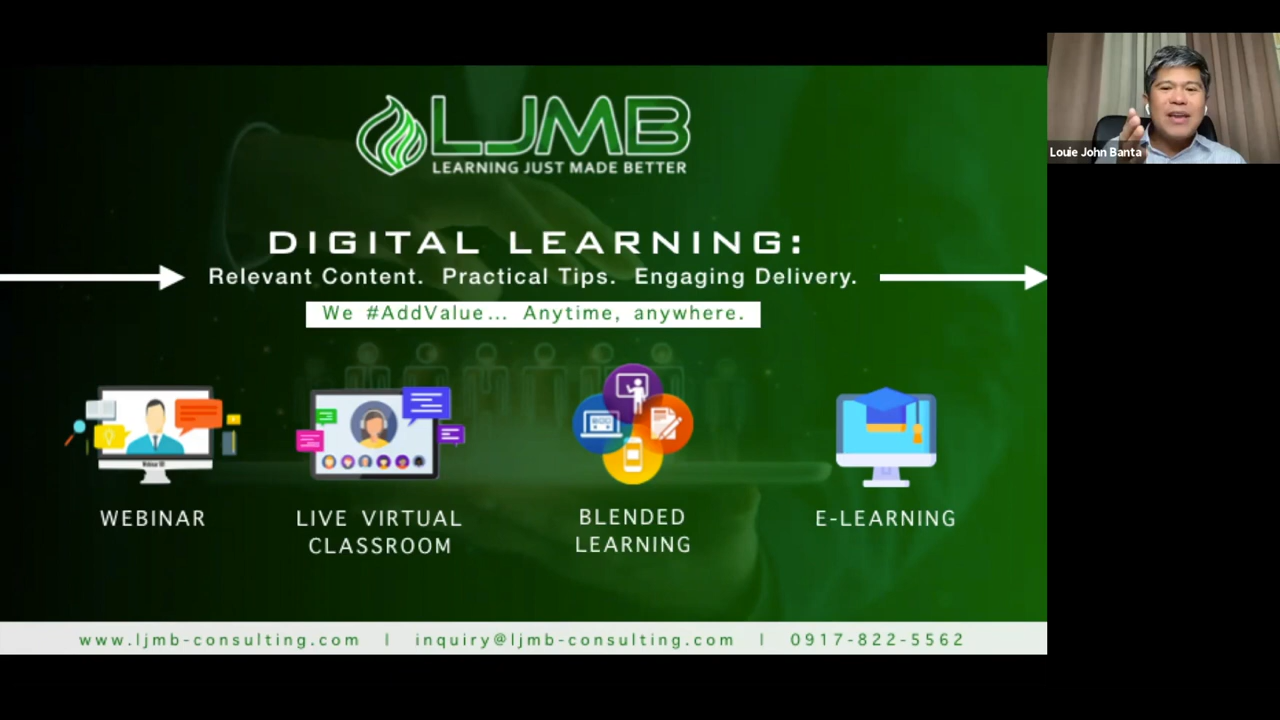 LJMB
LEARNING JUST MADE BETTER
Louie John Banta
DIGITAL LEARNING:
Relevant Content. Practical Tips. Engaging Delivery.
We #AddValue... Anytime, anywhere.
WEBINAR
LIVE VIRTUAL
CLASSROOM
BLENDED
LEARNING
E-LEARNING
www.ljmb-consulting.com | inquiry@ljmb-consulting.com | 0917-822-5562